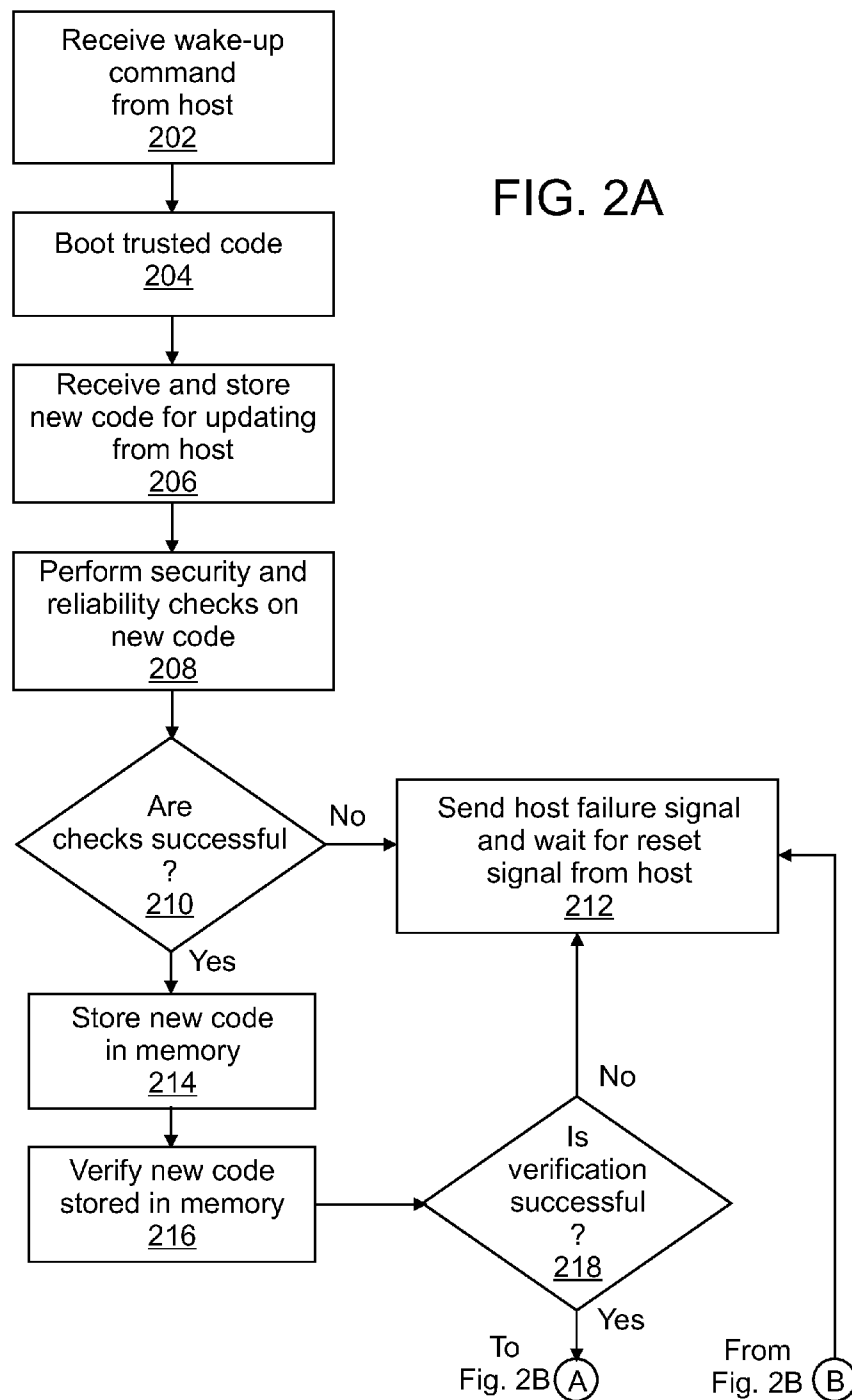 Receive wake-up
command
from host
202
FIG. 2A
Boot trusted code
204
Receive and store
new code for updating
from host
206
Perform security and
reliability checks on
new code
208
Are
checks successful
?
210
No
Yes
Send host failure signal
and wait for reset
signal from host
212
Store new code
in memory
214
Verify new code
stored in memory
216
Is
verification
successful
?
218
No
Yes
To
Fig. 2B
A
From
Fig. 2B
B